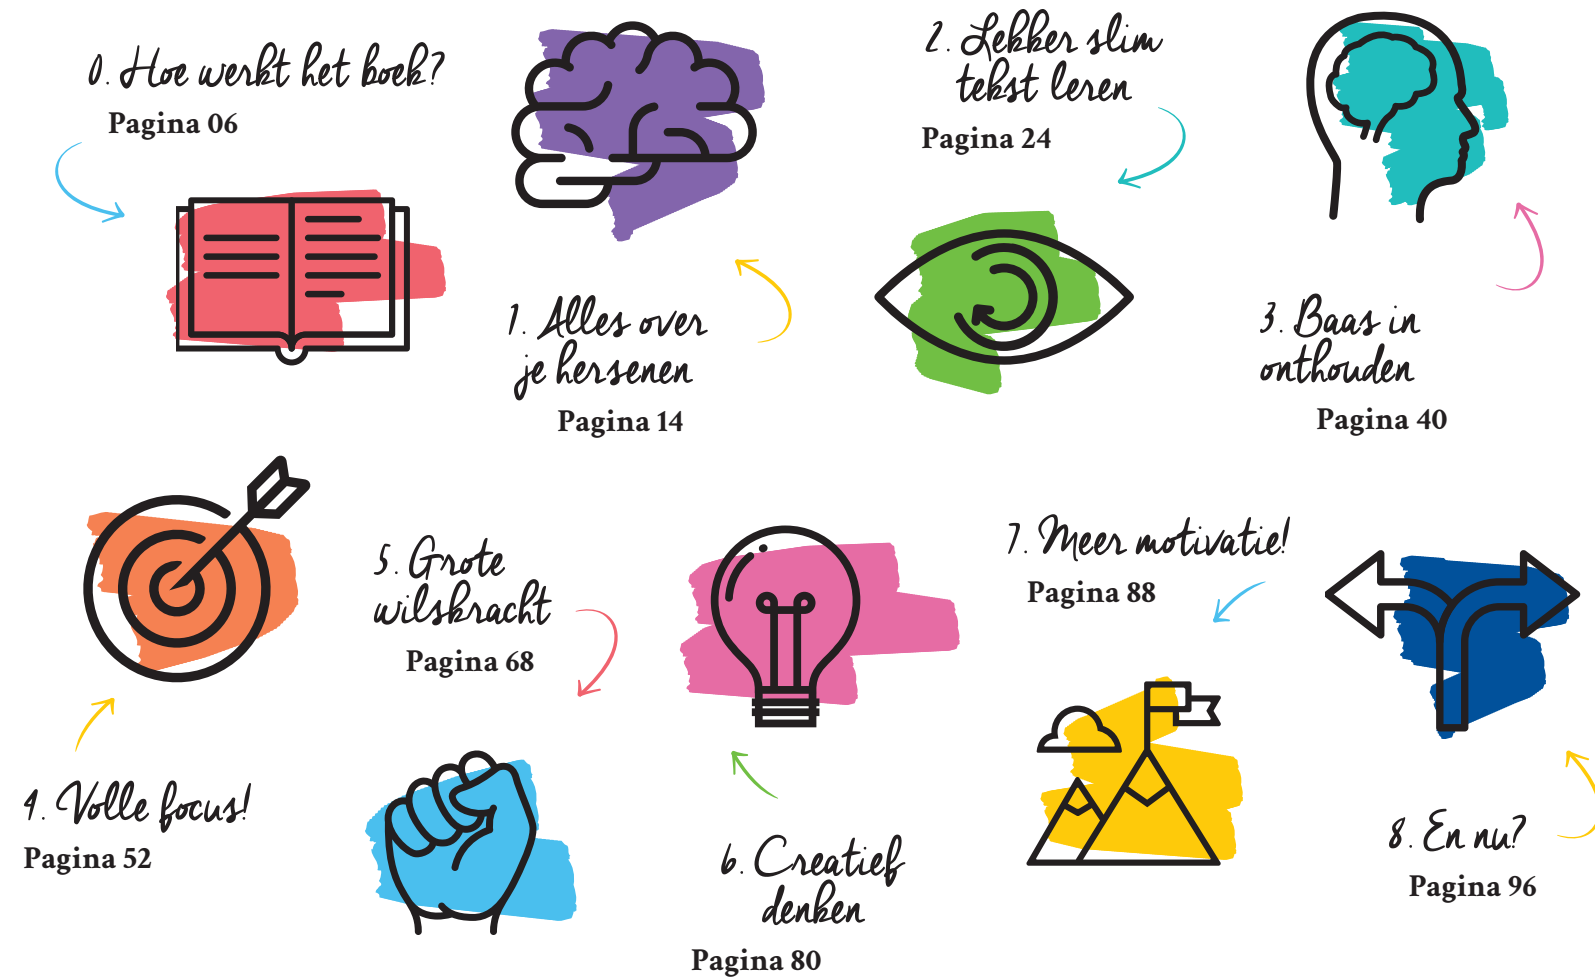 0. Hoe werkt het boek?
Pagina 06
1. Alles over
je hersenen
Pagina 14
2. Lekker slim
tekst leren
Pagina 24
3. Baas in
onthouden
Pagina 40
4. Volle focus!
Pagina 52
5. Grote
wilskracht
Pagina 68
6. Creatief
denken
Pagina 80
7. Meer motivatie!
Pagina 88
8. En nu?
Pagina 96